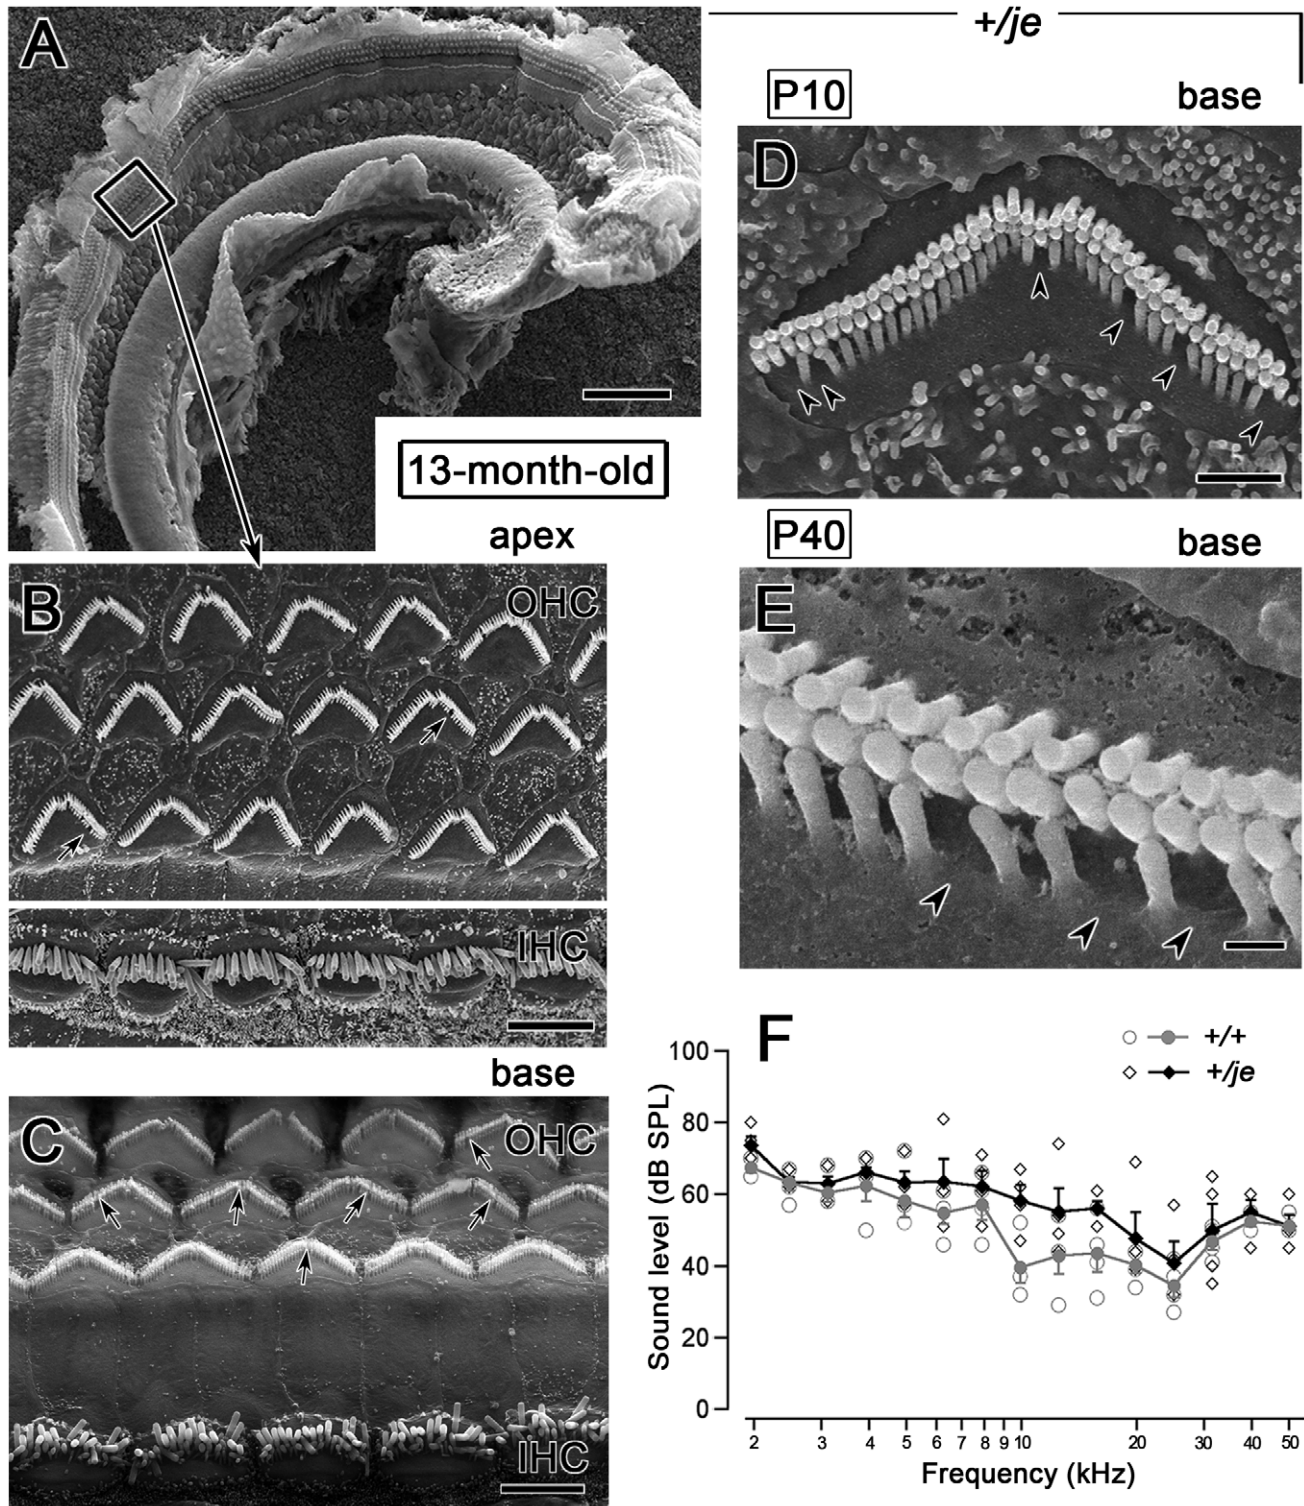 A
+/je
P10
base
D
13-month-old
apex
P40
base
B
OHC
E
IHC
base
C
OHC
IHC
F
+/+
+/je
100
80
60
40
20
0
Sound level (dB SPL)
2 3 4 5 6 7 8 9 10 20 30 40 50
Frequency (kHz)